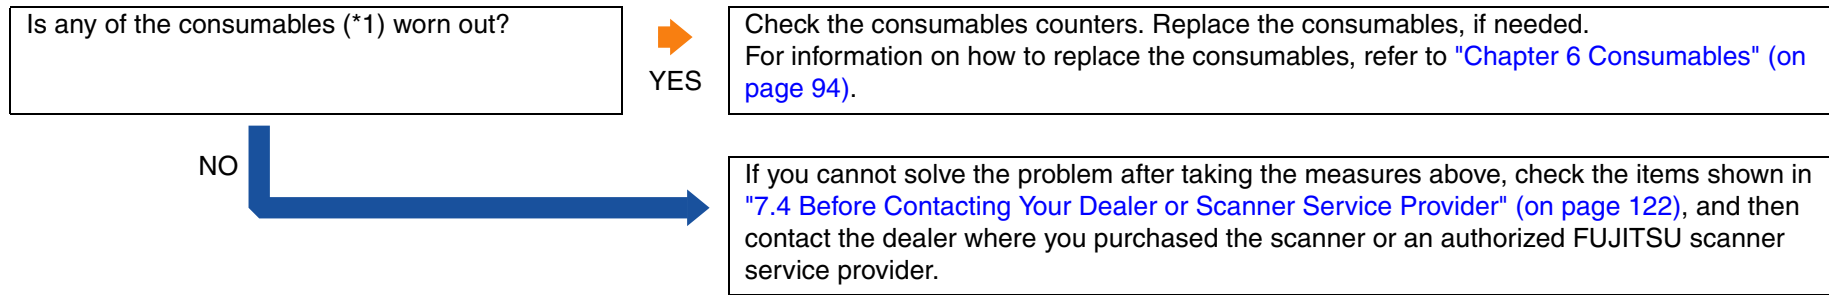 Is any of the consumables (*1) worn out?
YES
Check the consumables counters. Replace the consumables, if needed.
For information on how to replace the consumables, refer to "Chapter 6 Consumables" (on
page 94).
NO
If you cannot solve the problem after taking the measures above, check the items shown in
"7.4 Before Contacting Your Dealer or Scanner Service Provider" (on page 122), and then
contact the dealer where you purchased the scanner or an authorized FUJITSU scanner
service provider.